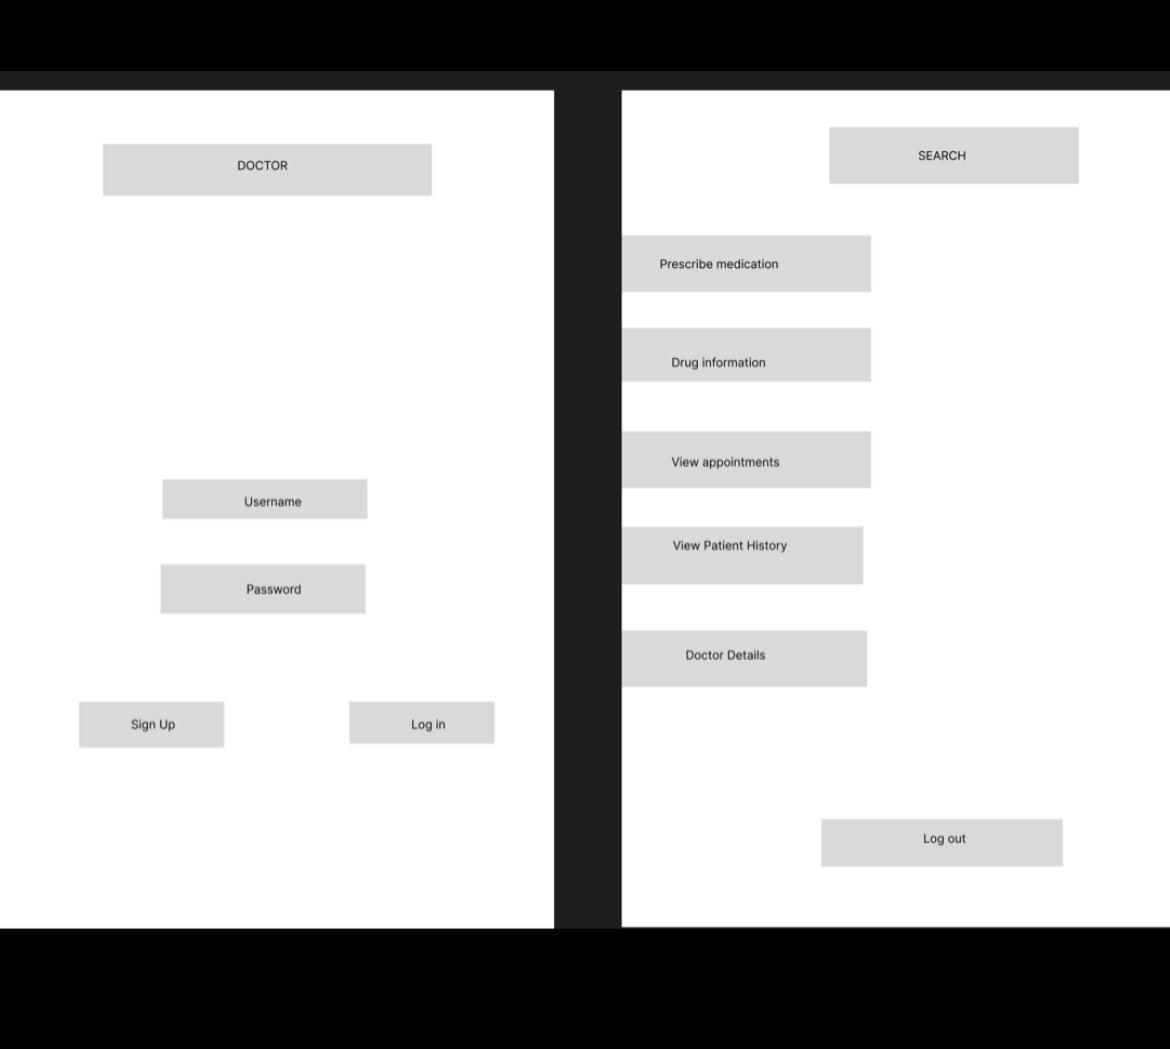 DOCTOR
Username
Password
Sign Up
Log in
SEARCH
Prescribe medication
Drug information
View appointments
View Patient History
Doctor Details
Log out